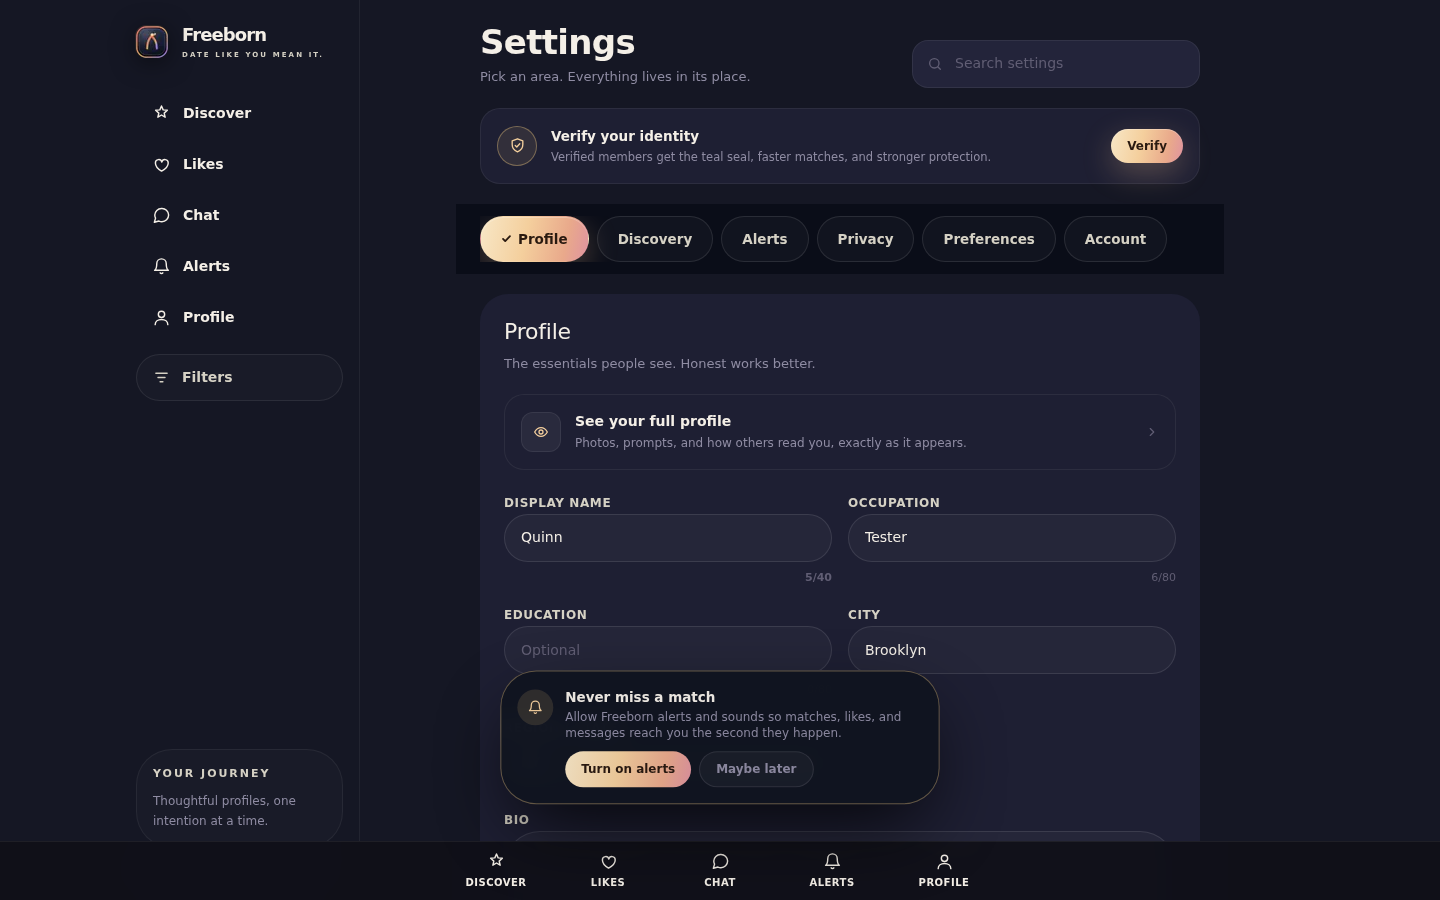 Freeborn
DATE LIKE YOU MEAN IT.
Discover
Likes
Chat
Alerts
Profile
Filters
YOUR JOURNEY
Thoughtful profiles, one
intention at a time.
Settings
Pick an area. Everything lives in its place.
Search settings
Verify your identity
Verified members get the teal seal, faster matches, and stronger protection.
Verify
Profile
Discovery
Alerts
Privacy
Preferences
Account
Profile
The essentials people see. Honest works better.
See your full profile
Photos, prompts, and how others read you, exactly as it appears.
DISPLAY NAME
Quinn
5/40
OCCUPATION
Tester
6/80
EDUCATION
Optional
CITY
Brooklyn
Never miss a match
Allow Freeborn alerts and sounds so matches, likes, and
messages reach you the second they happen.
Turn on alerts
Maybe later
BIO
DISCOVER
LIKES
CHAT
ALERTS
PROFILE